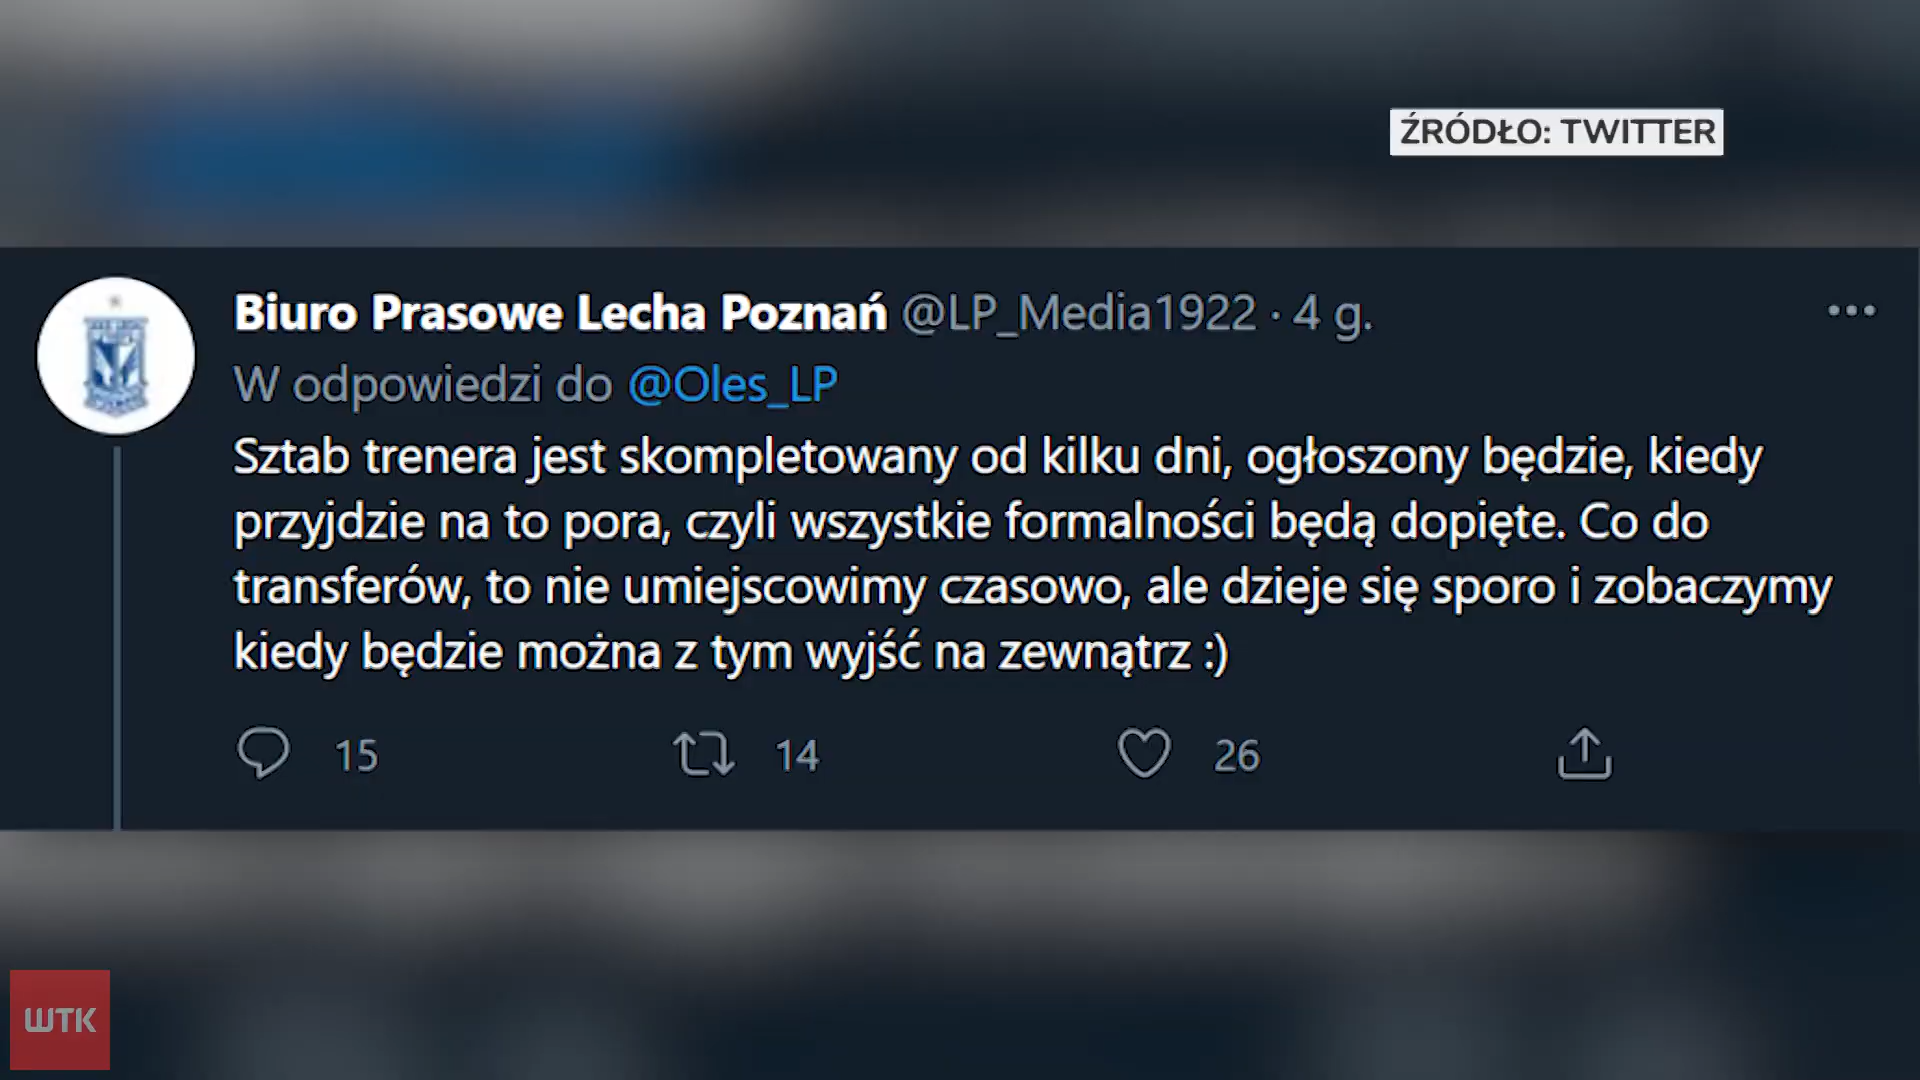 ŹRÓDŁO: TWITTER
Biuro Prasowe Lecha Poznań @LP_Media1922 · 4 g.
W odpowiedzi do @Oles_LP
Sztab trenera jest skompletowany od kilku dni, ogłoszony będzie, kiedy
przyjdzie na to pora, czyli wszystkie formalności będą dopięte. Co do
transferów, to nie umiejscowimy czasowo, ale dzieje się sporo i zobaczymy
kiedy będzie można z tym wyjść na zewnątrz :)
15 14 26
WTK